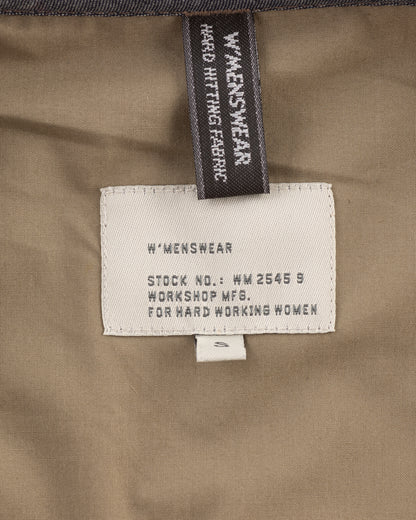 W'MENSWEAR
HARD HITTING FABRIC
W'MENSWEAR
STOCK NO.: WM 2545 9
WORKSHOP MFG.
FOR HARD WORKING WOMEN
S